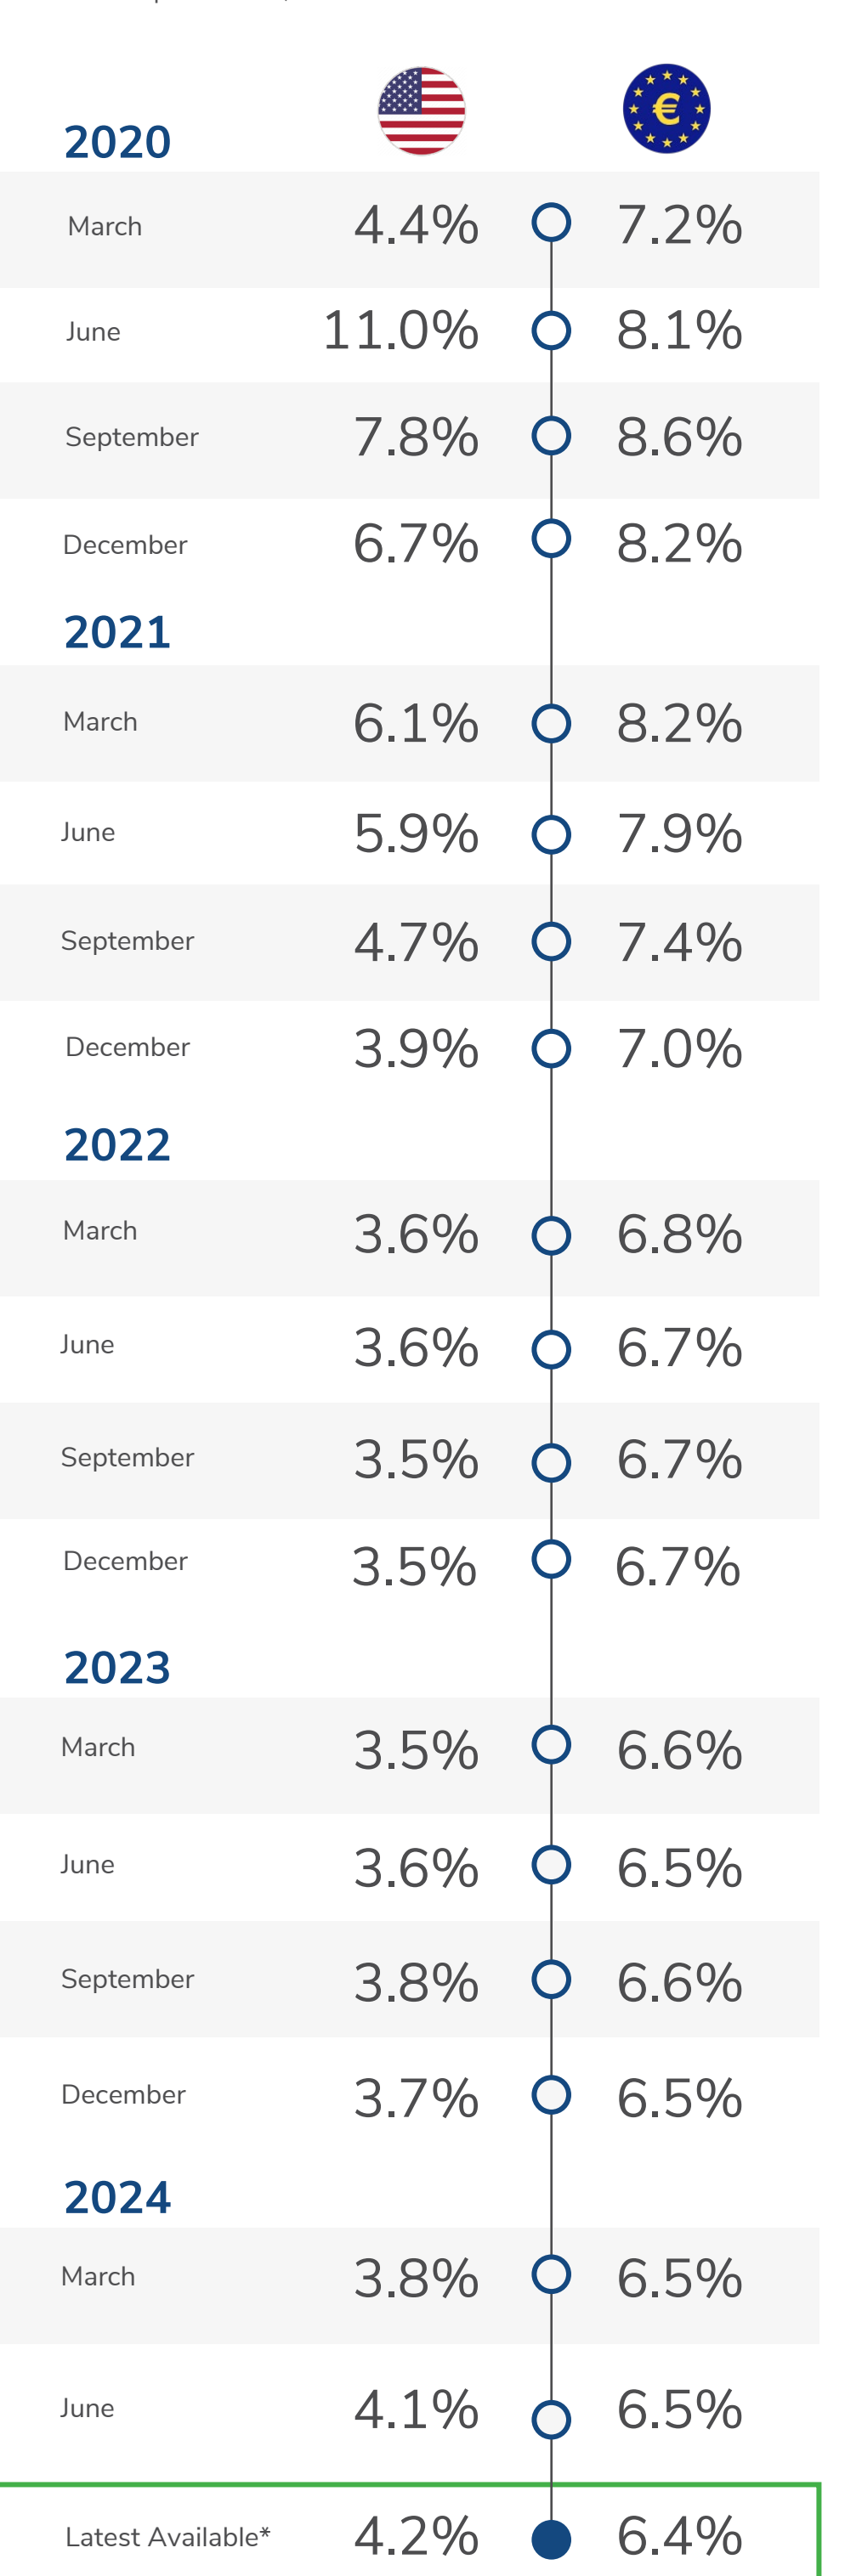 2020
€
March 4.4% 7.2%
June 11.0% 8.1%
September 7.8% 8.6%
December 6.7% 8.2%
2021
March 6.1% 8.2%
June 5.9% 7.9%
September 4.7% 7.4%
December 3.9% 7.0%
2022
March 3.6% 6.8%
June 3.6% 6.7%
September 3.5% 6.7%
December 3.5% 6.7%
2023
March 3.5% 6.6%
June 3.6% 6.5%
September 3.8% 6.6%
December 3.7% 6.5%
2024
March 3.8% 6.5%
June 4.1% 6.5%
Latest Available* 4.2% 6.4%